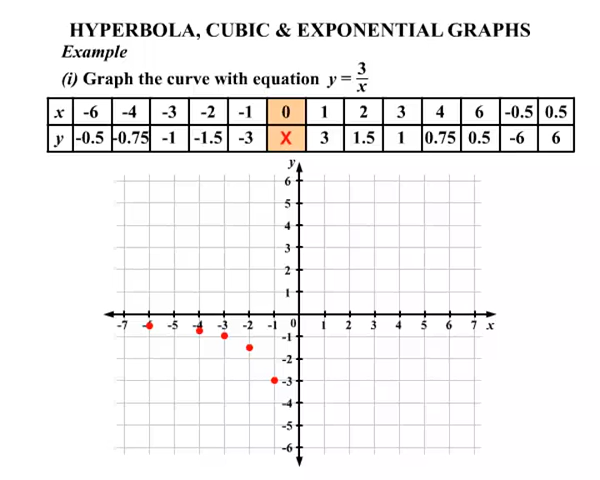 HYPERBOLA, CUBIC & EXPONENTIAL GRAPHS
Example
(i) Graph the curve with equation y = 3/x
x -6 -4 -3 -2 -1 0 1 2 3 4 6 -0.5 0.5
y -0.5 -0.75 -1 -1.5 -3 X 3 1.5 1 0.75 0.5 -6 6
y
6
5
4
3
2
1
-7 -6 -5 -4 -3 -2 -1 0 1 2 3 4 5 6 7 x
-1
-2
-3
-4
-5
-6